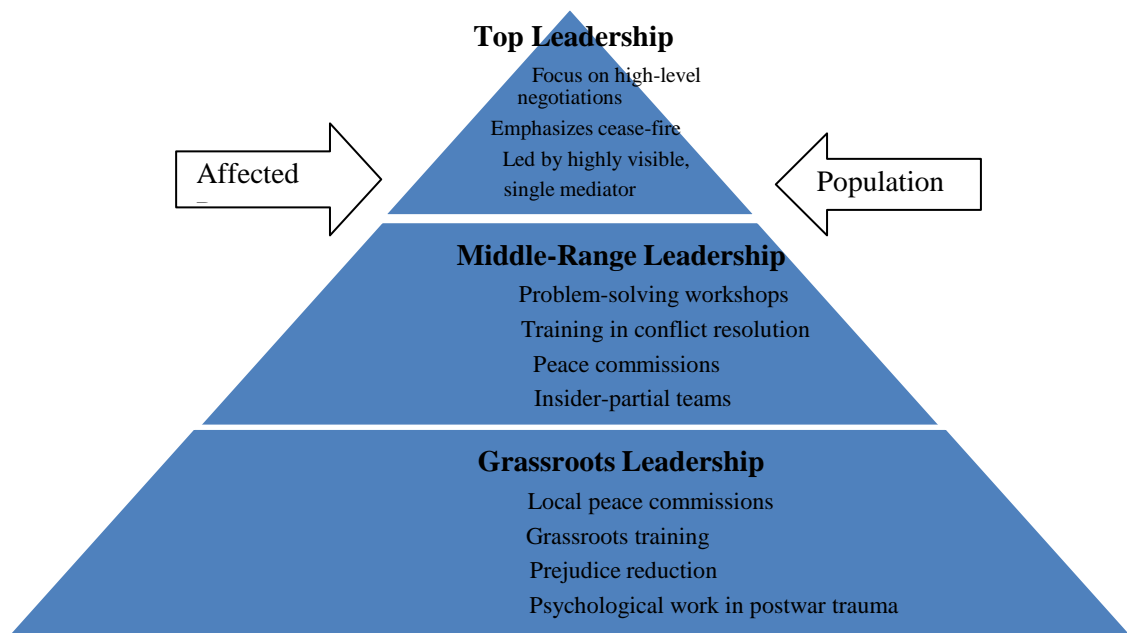 Top Leadership
Focus on high-level
negotiations
Emphasizes cease-fire
Led by highly visible,
single mediator
Affected
Population
Middle-Range Leadership
Problem-solving workshops
Training in conflict resolution
Peace commissions
Insider-partial teams
Grassroots Leadership
Local peace commissions
Grassroots training
Prejudice reduction
Psychological work in postwar trauma